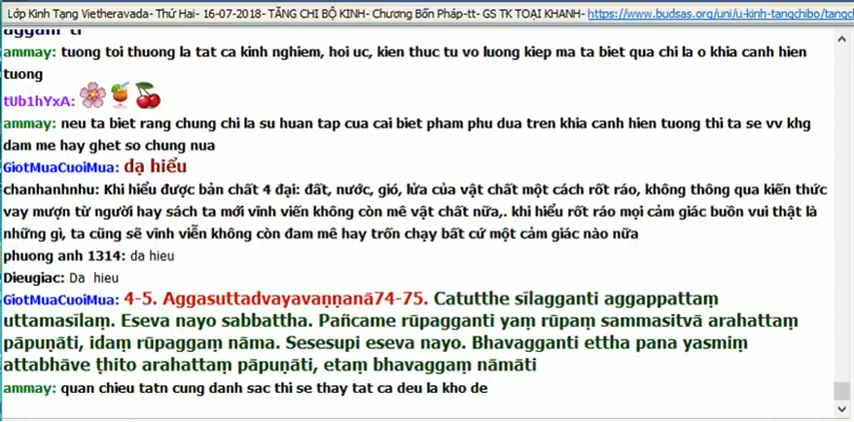 Lớp Kinh Tạng Vietheravada- Thứ Hai- 16-07-2018- TĂNG CHI BỘ KINH- Chương Bốn Pháp-tt- GS TK TOẠI KHANH- https://www.budsas.org/uni/u-kinh-tangchibo/tangch
ammay: tuong toi thuong la tat ca kinh nghiem, hoi uc, kien thuc tu vo luong kiep ma ta biet qua chi la o khia canh hien
tuong
tUb1hYxA:
ammay: neu ta biet rang chung chi la su huan tap cua cai biet pham phu dua tren khia canh hien tuong thi ta se vv khg
dam me hay ghet so chung nua
GiotMuaCuoiMua: dạ hiểu
chanhanhnhu: Khi hiểu được bản chất 4 đại: đất, nước, gió, lửa của vật chất một cách rốt ráo, không thông qua kiến thức
vay mượn từ người hay sách ta mới vĩnh viến không còn mê vật chất nữa,. khi hiểu rốt ráo mọi cảm giác buồn vui thật là
những gì, ta cũng sẽ vĩnh viễn không còn đam mê hay trốn chạy bất cứ một cảm giác nào nữa
phuong anh 1314: da hieu
Dieugiac: Da hieu
GiotMuaCuoiMua: 4-5. Aggasuttadvayavaṇṇanā74-75. Catutthe sīlagganti aggappattaṃ
uttamasīlaṃ. Eseva nayo sabbattha. Pañcame rūpagganti yaṃ rūpaṃ sammasitvā arahattaṃ
pāpuṇāti, idaṃ rūpaggaṃ nāma. Sesesupi eseva nayo. Bhavagganti ettha pana yasmiṃ
attabhāve ṭhito arahattaṃ pāpuṇāti, etaṃ bhavaggaṃ nāmāti
ammay: quan chieu tatn cung danh sac thi se thay tat ca deu la kho de